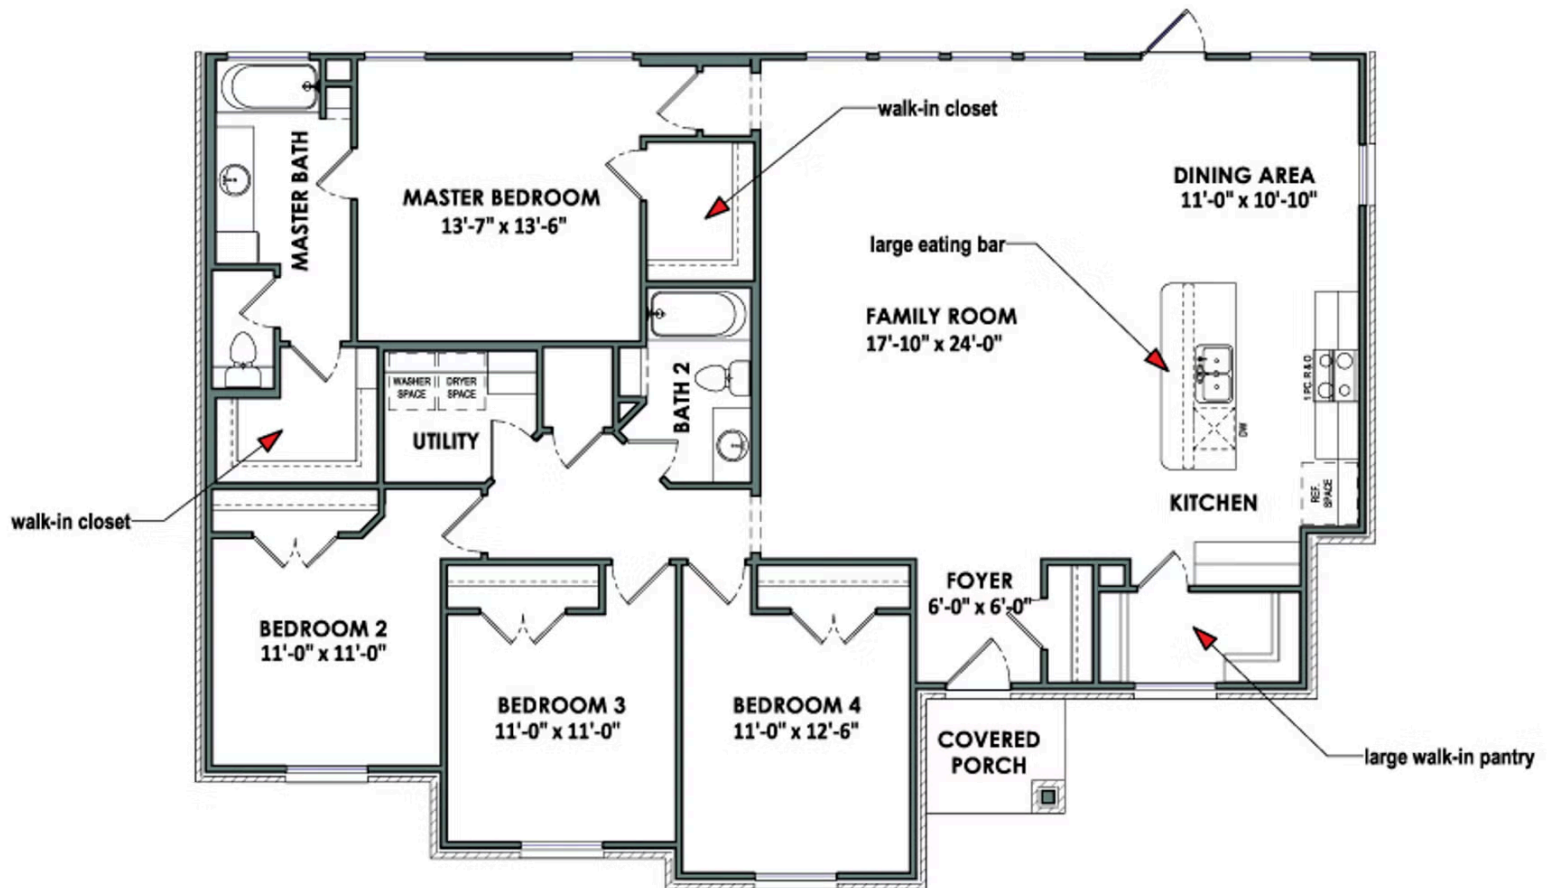 walk-in closet
MASTER BATH
MASTER BEDROOM
13'-7" x 13'-6"
DINING AREA
11'-0" x 10'-10"
large eating bar
FAMILY ROOM
17'-10" x 24'-0"
1 PC. R & O
WASHER
SPACE
DRYER
SPACE
BATH 2
UTILITY
DW
KITCHEN
REF.
SPACE
walk-in closet
FOYER
6'-0" x 6'-0"
BEDROOM 2
11'-0" x 11'-0"
BEDROOM 3
11'-0" x 11'-0"
BEDROOM 4
11'-0" x 12'-6"
COVERED
PORCH
large walk-in pantry